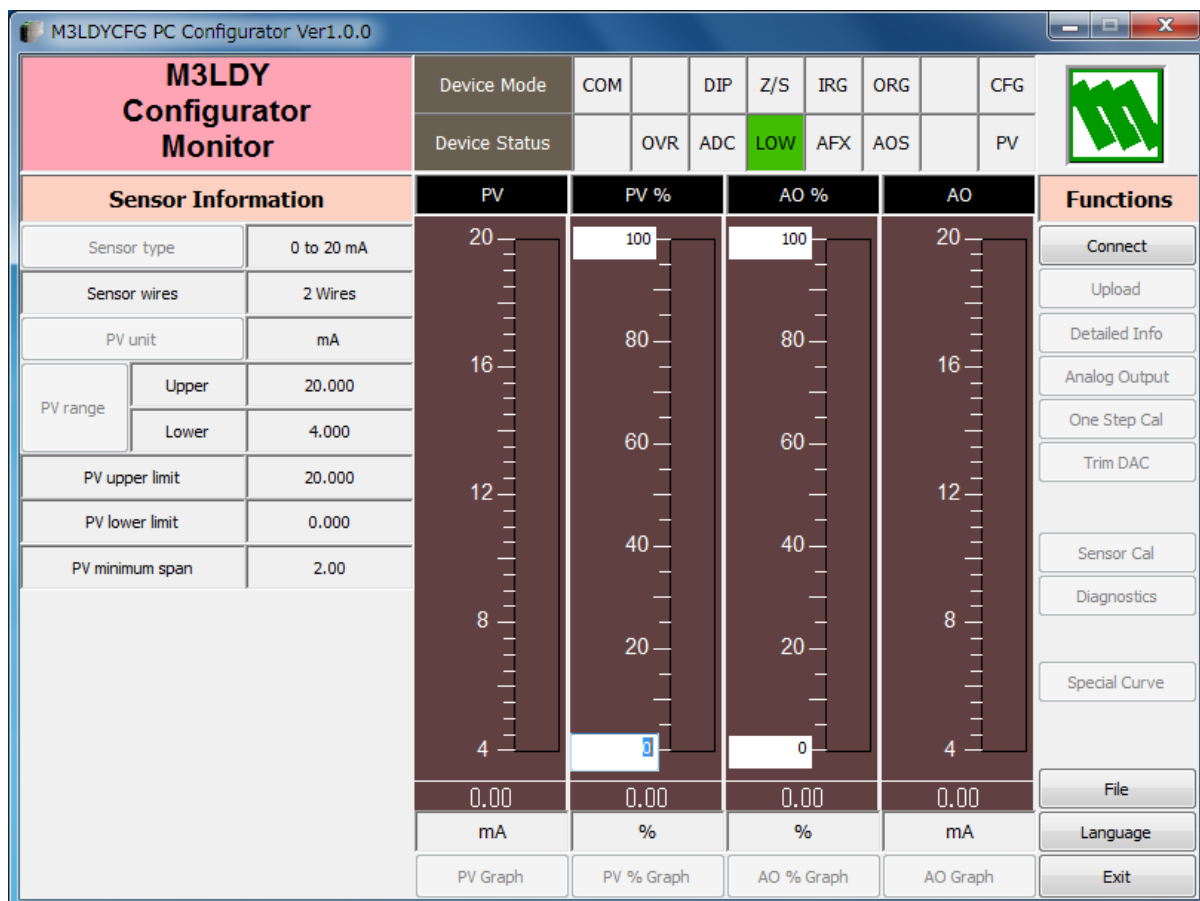 M3LDYCFG PC Configurator Ver1.0.0
M3LDY
Configurator
Monitor
Device Mode COM DIP Z/S IRG ORG CFG
Device Status OVR ADC LOW AFX AOS PV
Sensor Information
Sensor type 0 to 20 mA
Sensor wires 2 Wires
PV unit mA
PV range Upper 20.000
Lower 4.000
PV upper limit 20.000
PV lower limit 0.000
PV minimum span 2.00
PV PV % AO % AO
20 100 100 20
80 80
16 16
60 60
12 12
40 40
8 8
20 20
4 0 0 4
0.00 0.00 0.00 0.00
mA % % mA
PV Graph PV % Graph AO % Graph AO Graph
Functions
Connect
Upload
Detailed Info
Analog Output
One Step Cal
Trim DAC
Sensor Cal
Diagnostics
Special Curve
File
Language
Exit